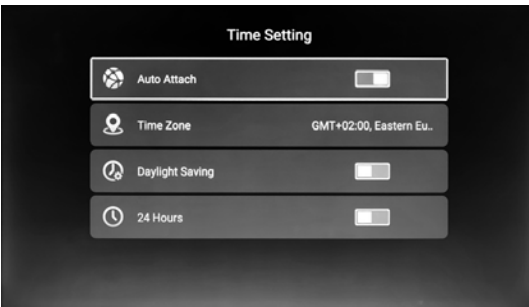 Time Setting
Auto Attach
Time Zone GMT+02:00, Eastern Eu..
Daylight Saving
24 Hours